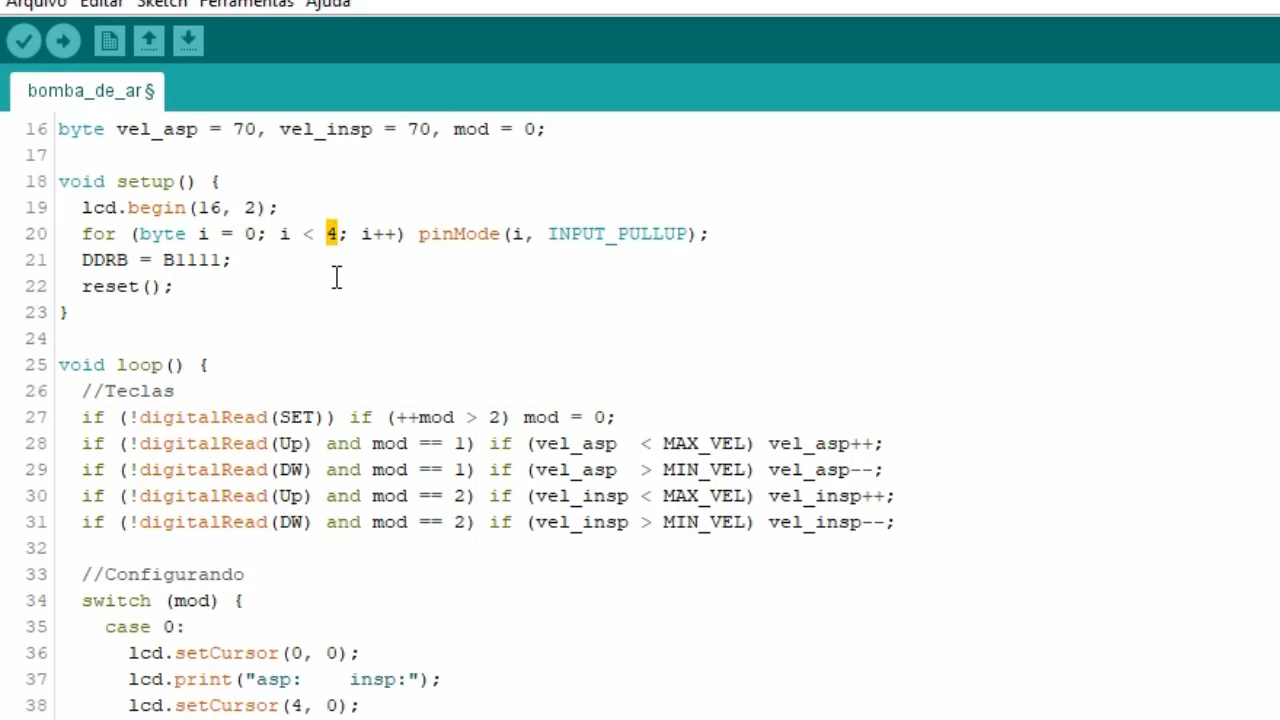 Arquivo Editar Sketch Ferramentas Ajuda
bomba_de_ar§
16 byte vel_asp = 70, vel_insp = 70, mod = 0;
17
18 void setup() {
19 lcd.begin(16, 2);
20 for (byte i = 0; i < 4; i++) pinMode(i, INPUT_PULLUP);
21 DDRB = B1111;
22 reset();
23 }
24
25 void loop() {
26 //Teclas
27 if (!digitalRead(SET)) if (++mod > 2) mod = 0;
28 if (!digitalRead(Up) and mod == 1) if (vel_asp  < MAX_VEL) vel_asp++;
29 if (!digitalRead(DW) and mod == 1) if (vel_asp  > MIN_VEL) vel_asp--;
30 if (!digitalRead(Up) and mod == 2) if (vel_insp < MAX_VEL) vel_insp++;
31 if (!digitalRead(DW) and mod == 2) if (vel_insp > MIN_VEL) vel_insp--;
32
33 //Configurando
34 switch (mod) {
35 case 0:
36 lcd.setCursor(0, 0);
37 lcd.print("asp:    insp:");
38 lcd.setCursor(4, 0);